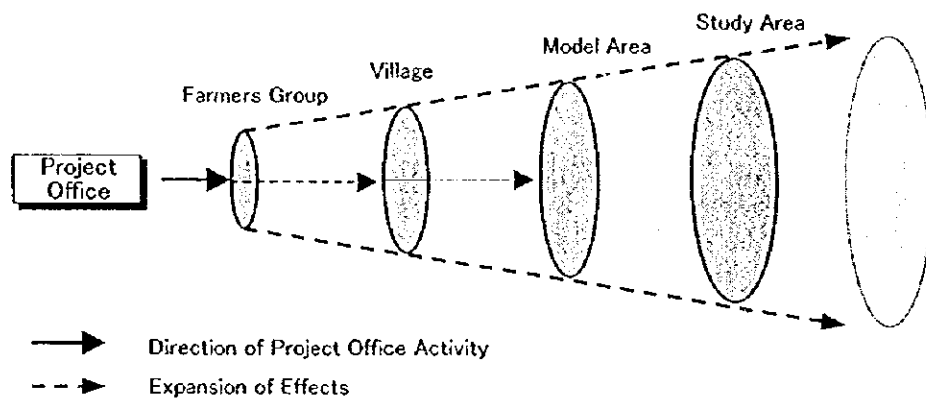 Study Area
Model Area
Village
Farmers Group
Project
Office
Direction of Project Office Activity
Expansion of Effects